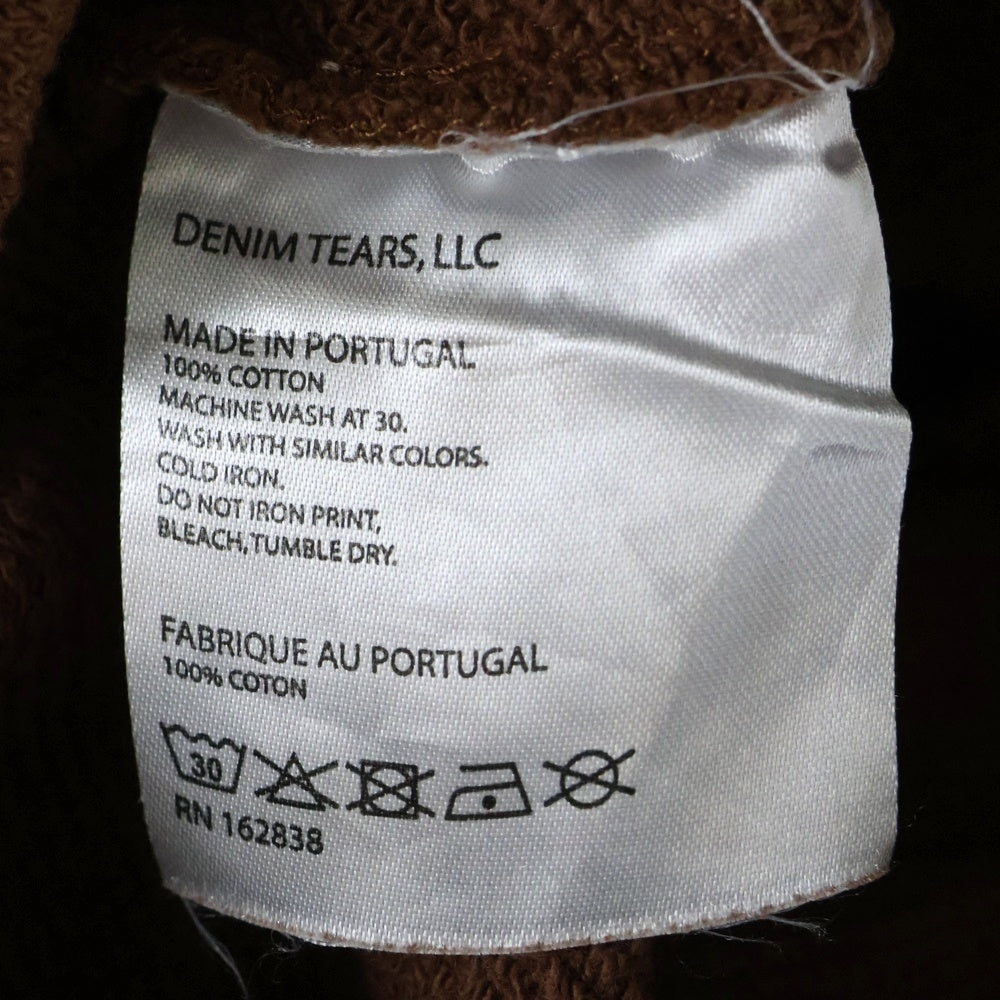 DENIM TEARS, LLC
MADE IN PORTUGAL
100% COTTON
MACHINE WASH AT 30.
WASH WITH SIMILAR COLORS.
COLD IRON.
DO NOT IRON PRINT,
BLEACH, TUMBLE DRY.
FABRIQUE AU PORTUGAL
100% COTON
30
RN 162838